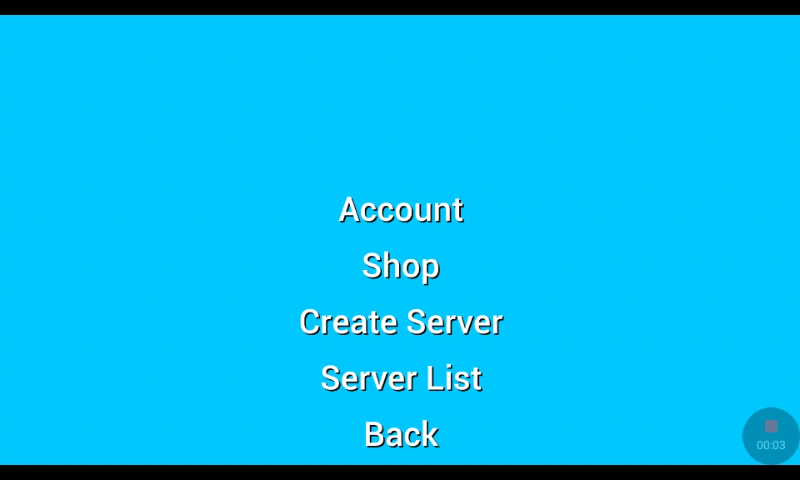 Account
Shop
Create Server
Server List
Back
00:03